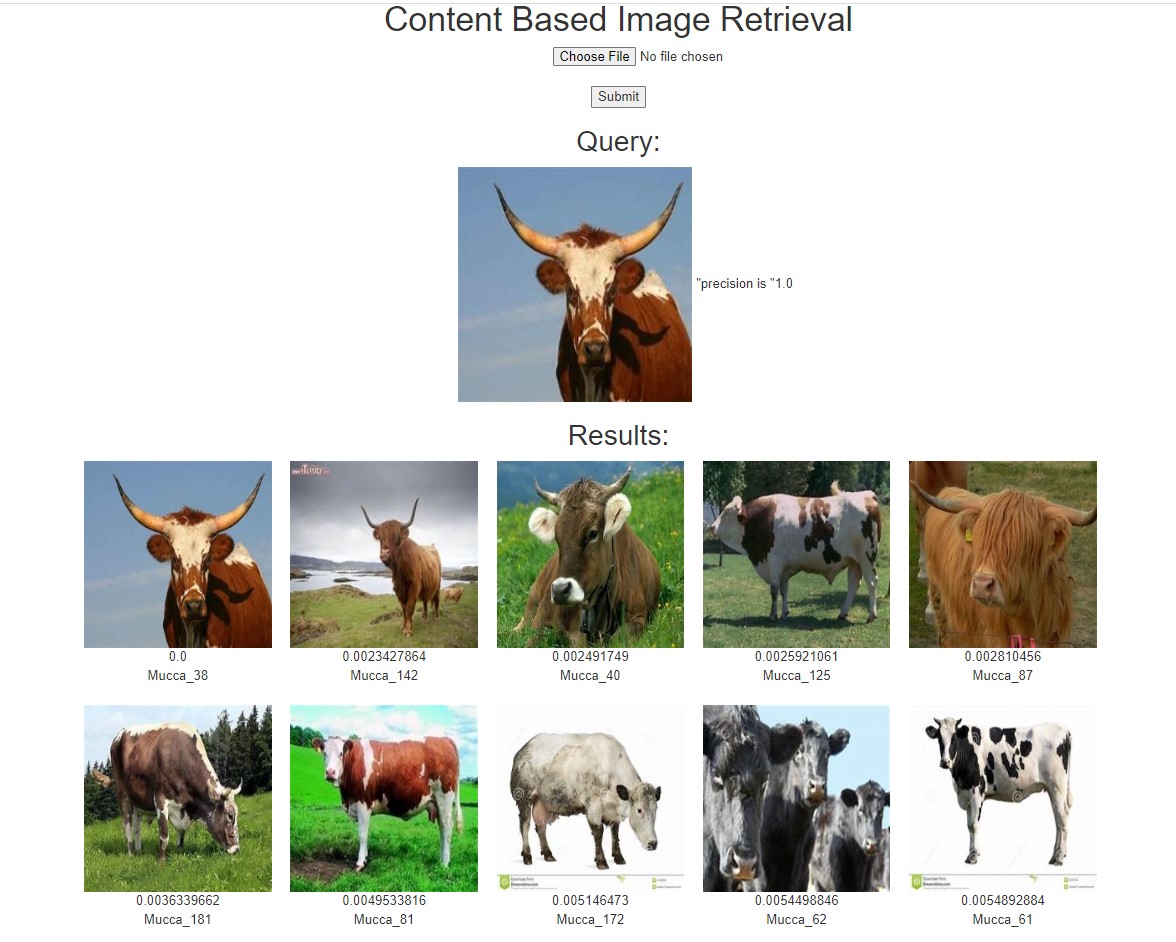 Content Based Image Retrieval
Choose File No file chosen
Submit
Query:
"precision is "1.0
Results:
0.0 0.0023427864 0.002491749 0.0025921061 0.002810456
Mucca_38 Mucca_142 Mucca_40 Mucca_125 Mucca_87
0.0036339662 0.0049533816 0.005146473 0.0054498846 0.0054892884
Mucca_181 Mucca_81 Mucca_172 Mucca_62 Mucca_61